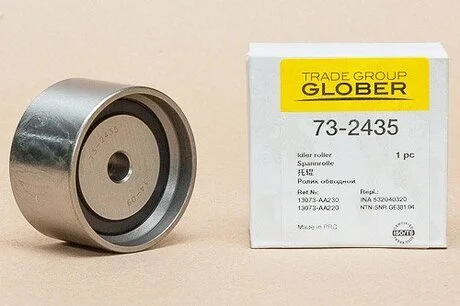 TRADE GROUP
GLOBER
73-2435
Idler roller 1 pc
Spannrolle
托辊
Ролик обводной
Ref.№: Repl.:
13073-AA230 INA 532040320
13073-AA220 NTN-SNR GE381.04
Made in PRC
ISO/TS
73-2435